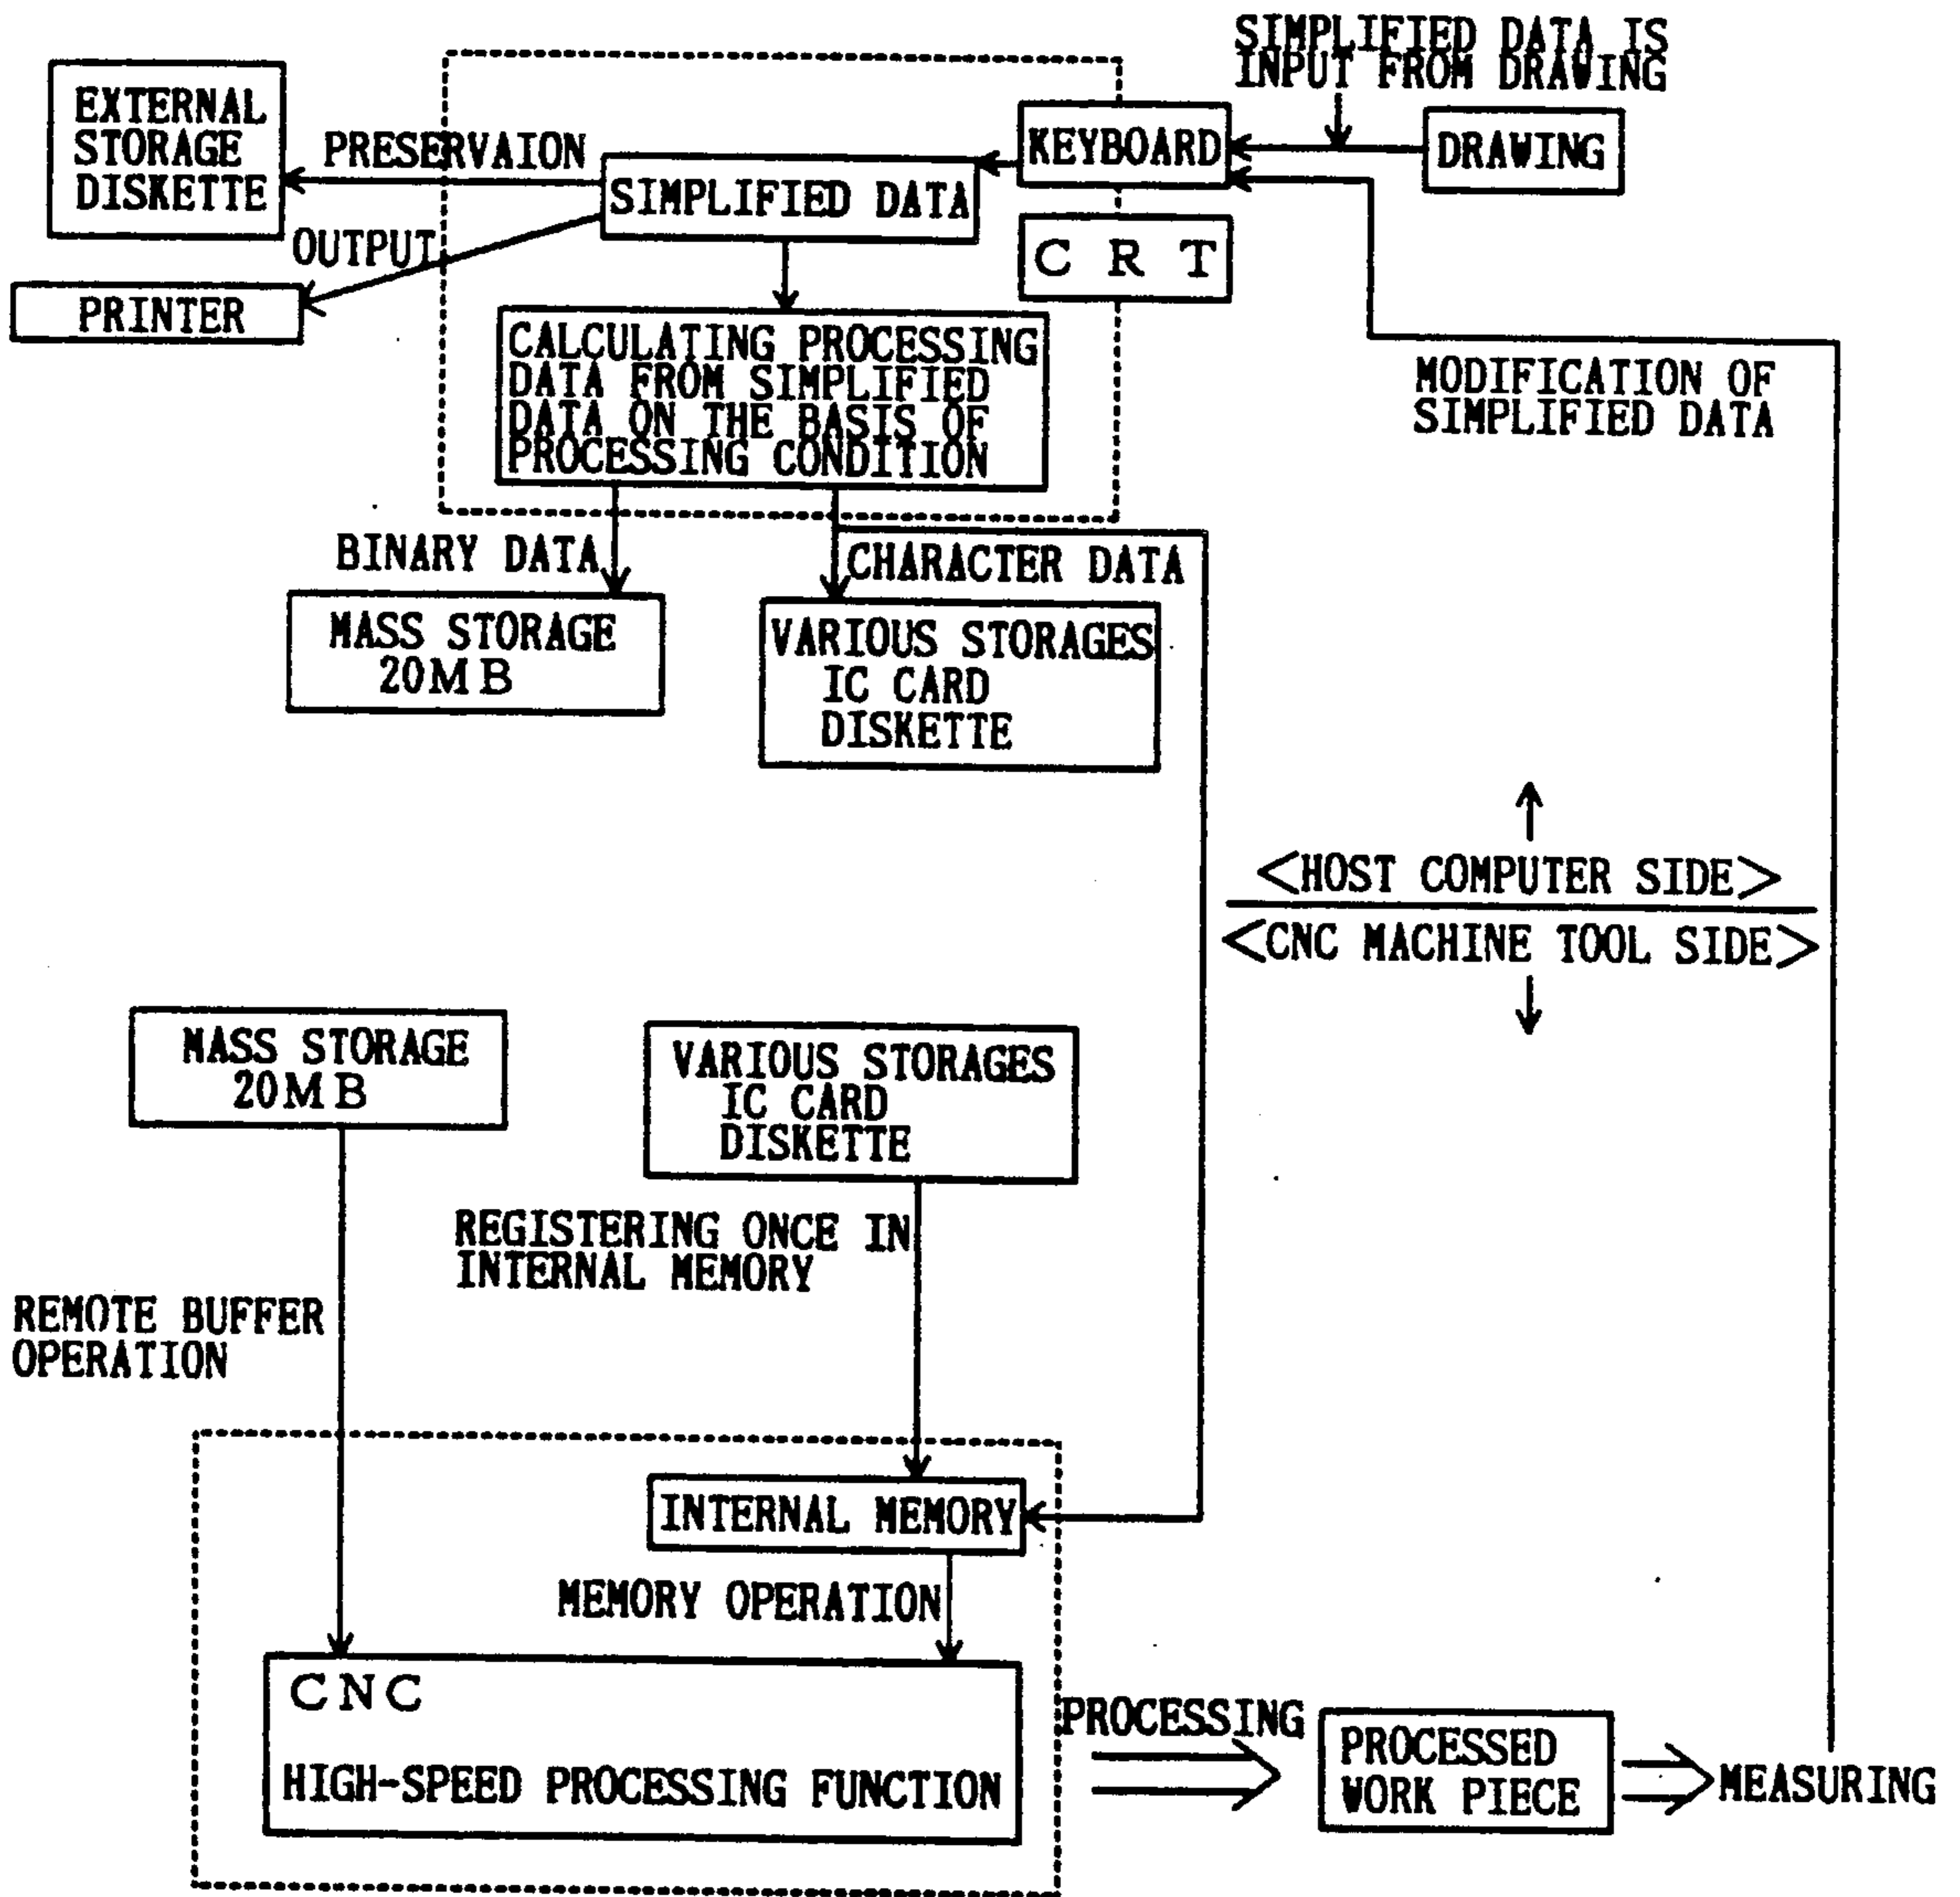 SIMPLIFIED DATA IS
INPUT FROM DRAWING
EXTERNAL
STORAGE
DISKETTE
PRESERVAION
KEYBOARD
DRAWING
SIMPLIFIED DATA
OUTPUT
C R T
PRINTER
CALCULATING PROCESSING
DATA FROM SIMPLIFIED
DATA ON THE BASIS OF
PROCESSING CONDITION
MODIFICATION OF
SIMPLIFIED DATA
BINARY DATA
CHARACTER DATA
MASS STORAGE
20MB
VARIOUS STORAGES
IC CARD
DISKETTE
<HOST COMPUTER SIDE>
<CNC MACHINE TOOL SIDE>
MASS STORAGE
20MB
VARIOUS STORAGES
IC CARD
DISKETTE
REGISTERING ONCE IN
INTERNAL MEMORY
REMOTE BUFFER
OPERATION
INTERNAL MEMORY
MEMORY OPERATION
CNC
HIGH-SPEED PROCESSING FUNCTION
PROCESSING
PROCESSED
WORK PIECE
MEASURING